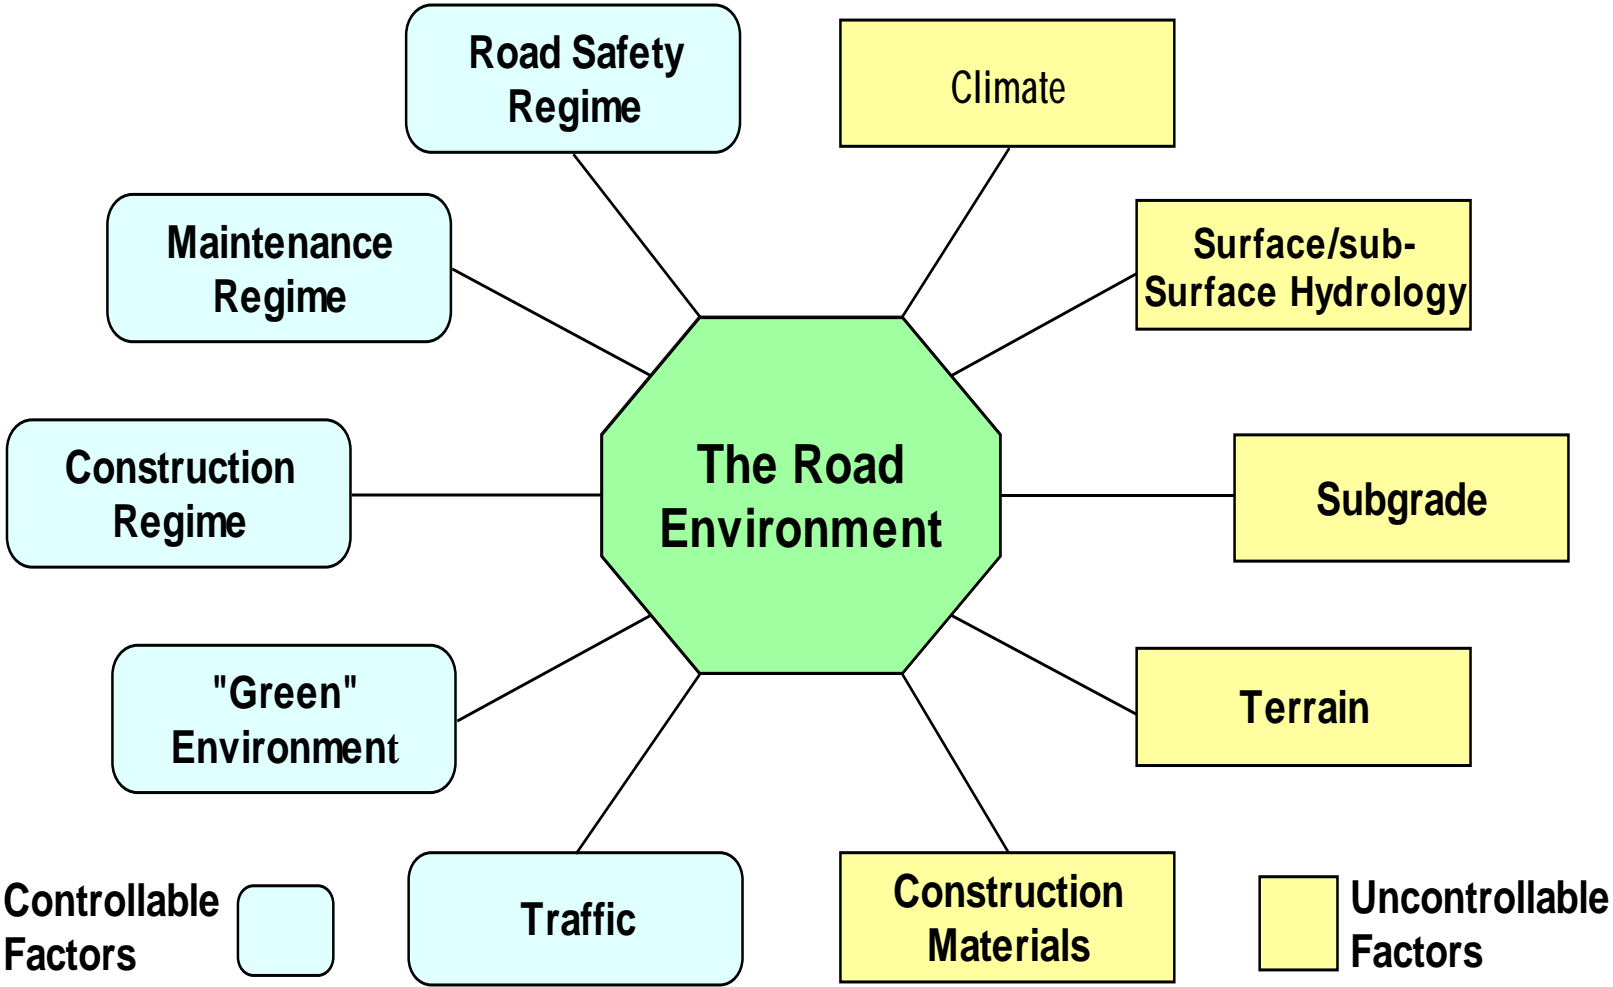 Road Safety
Regime
Climate
Maintenance
Regime
Surface/sub-
Surface Hydrology
Construction
Regime
The Road
Environment
Subgrade
"Green"
Environment
Terrain
Traffic
Construction
Materials
Controllable
Factors
Uncontrollable
Factors